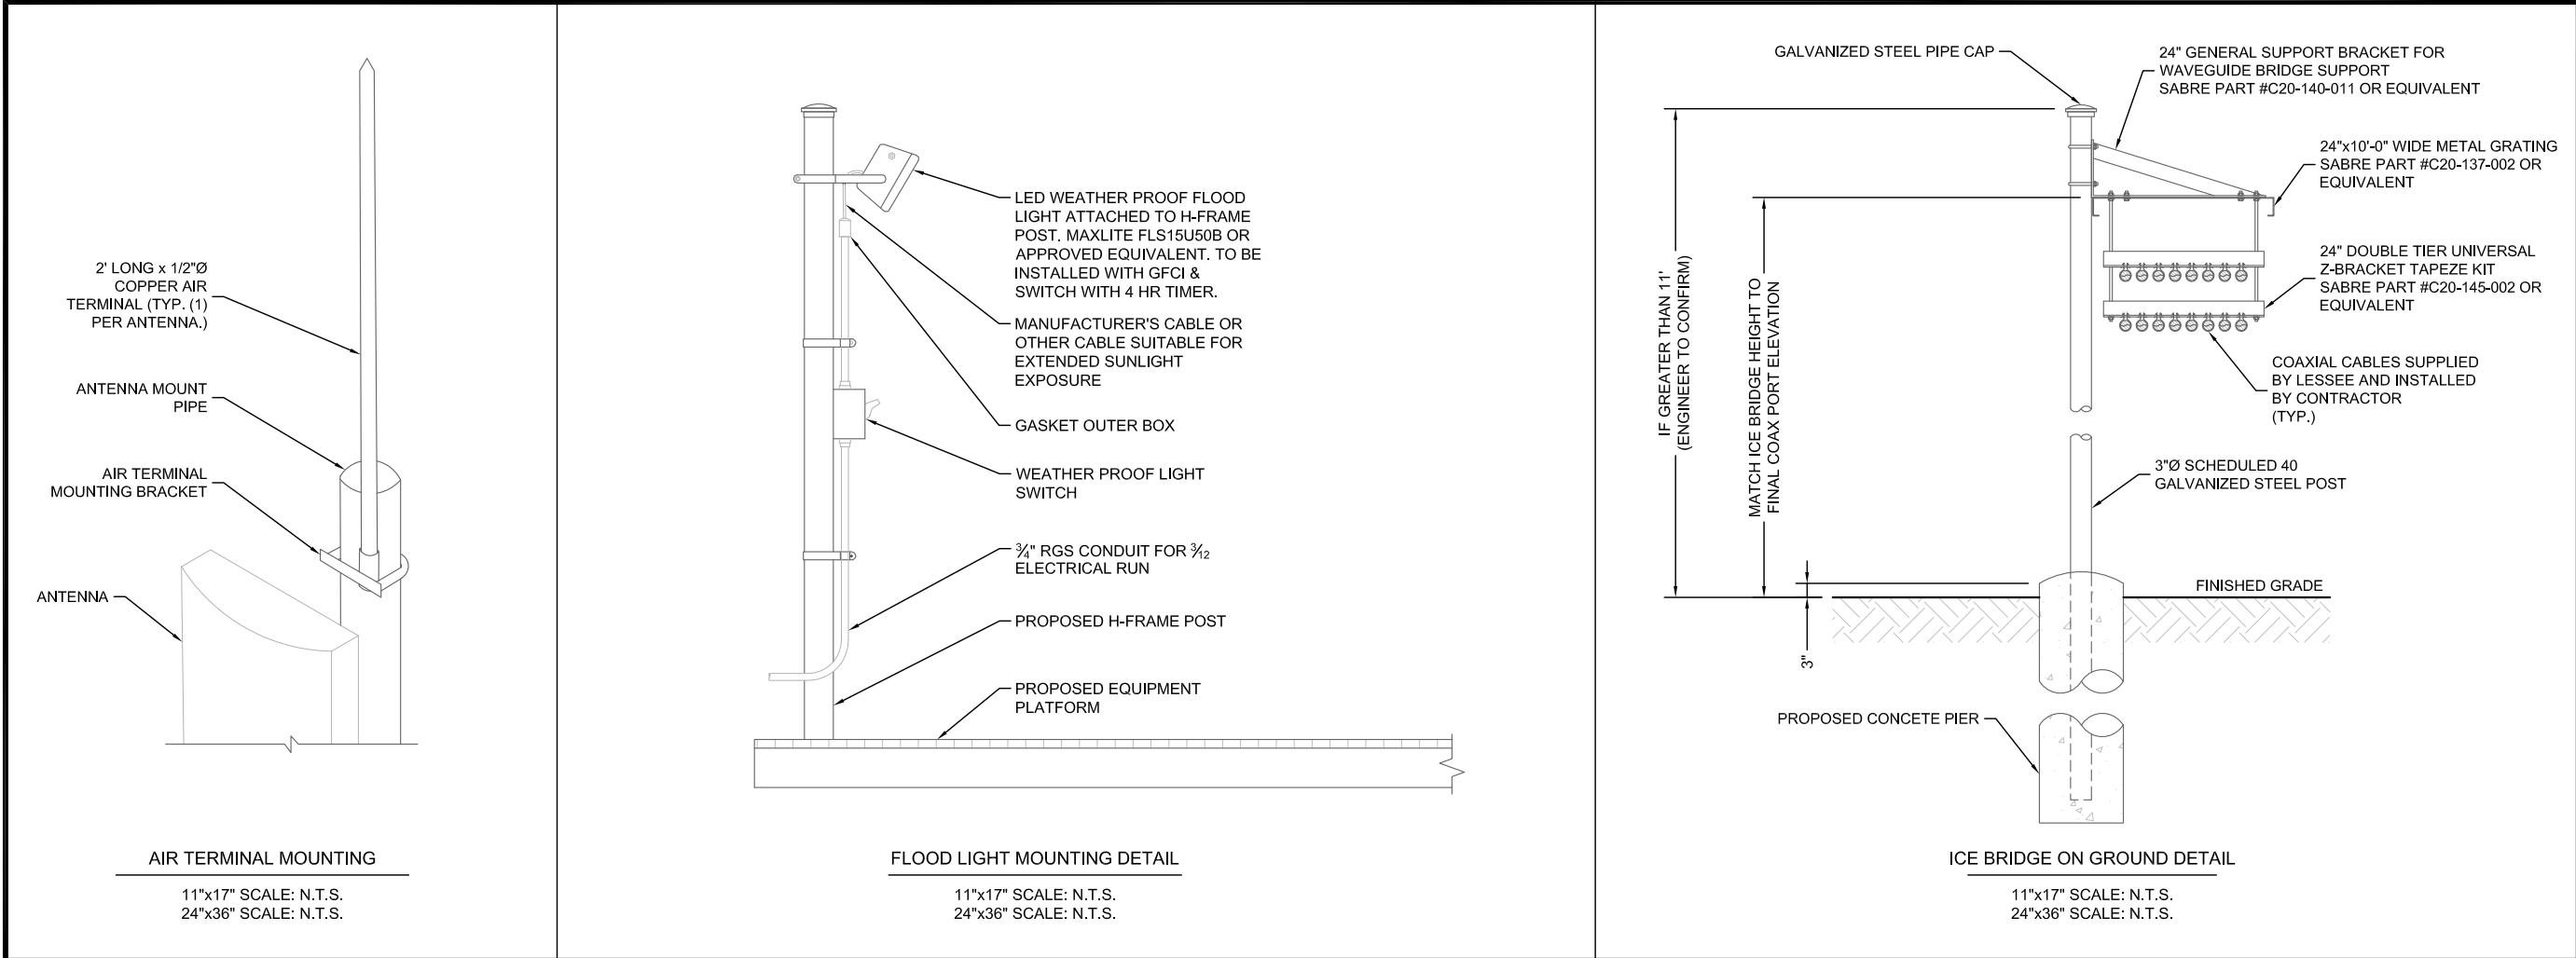 2' LONG x 1/2"Ø
COPPER AIR
TERMINAL (TYP. (1)
PER ANTENNA.)
ANTENNA MOUNT
PIPE
AIR TERMINAL
MOUNTING BRACKET
ANTENNA
AIR TERMINAL MOUNTING
11"x17" SCALE: N.T.S.
24"x36" SCALE: N.T.S.
LED WEATHER PROOF FLOOD
LIGHT ATTACHED TO H-FRAME
POST. MAXLITE FLS15U50B OR
APPROVED EQUIVALENT. TO BE
INSTALLED WITH GFCI &
SWITCH WITH 4 HR TIMER.
MANUFACTURER'S CABLE OR
OTHER CABLE SUITABLE FOR
EXTENDED SUNLIGHT
EXPOSURE
GASKET OUTER BOX
WEATHER PROOF LIGHT
SWITCH
3/4" RGS CONDUIT FOR 3/12
ELECTRICAL RUN
PROPOSED H-FRAME POST
PROPOSED EQUIPMENT
PLATFORM
FLOOD LIGHT MOUNTING DETAIL
11"x17" SCALE: N.T.S.
24"x36" SCALE: N.T.S.
GALVANIZED STEEL PIPE CAP
24" GENERAL SUPPORT BRACKET FOR
WAVEGUIDE BRIDGE SUPPORT
SABRE PART #C20-140-011 OR EQUIVALENT
24"x10'-0" WIDE METAL GRATING
SABRE PART #C20-137-002 OR
EQUIVALENT
24" DOUBLE TIER UNIVERSAL
Z-BRACKET TAPEZE KIT
SABRE PART #C20-145-002 OR
EQUIVALENT
COAXIAL CABLES SUPPLIED
BY LESSEE AND INSTALLED
BY CONTRACTOR
(TYP.)
IF GREATER THAN 11'
(ENGINEER TO CONFIRM)
MATCH ICE BRIDGE HEIGHT TO
FINAL COAX PORT ELEVATION
3"Ø SCHEDULED 40
GALVANIZED STEEL POST
FINISHED GRADE
3"
PROPOSED CONCETE PIER
ICE BRIDGE ON GROUND DETAIL
11"x17" SCALE: N.T.S.
24"x36" SCALE: N.T.S.